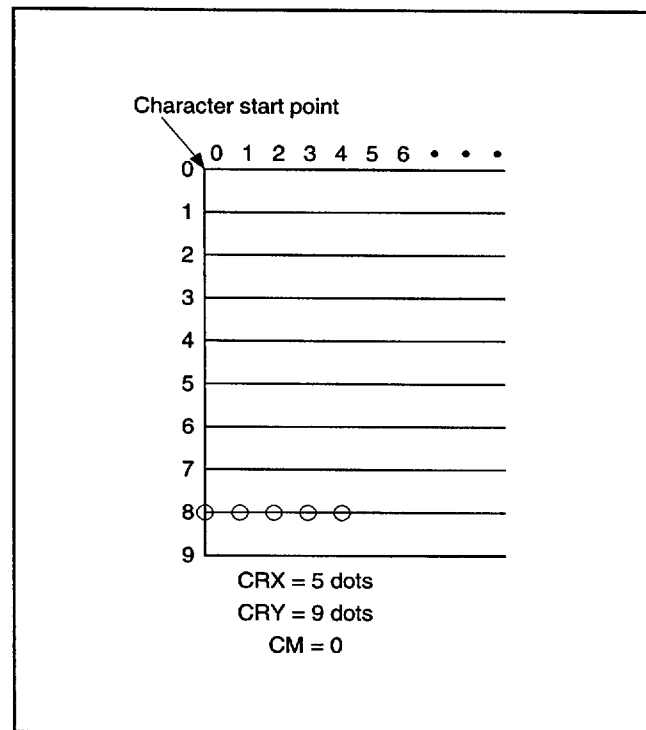 Character start point
0 1 2 3 4 5 6 • • •
0
1
2
3
4
5
6
7
8
9
CRX = 5 dots
CRY = 9 dots
CM = 0